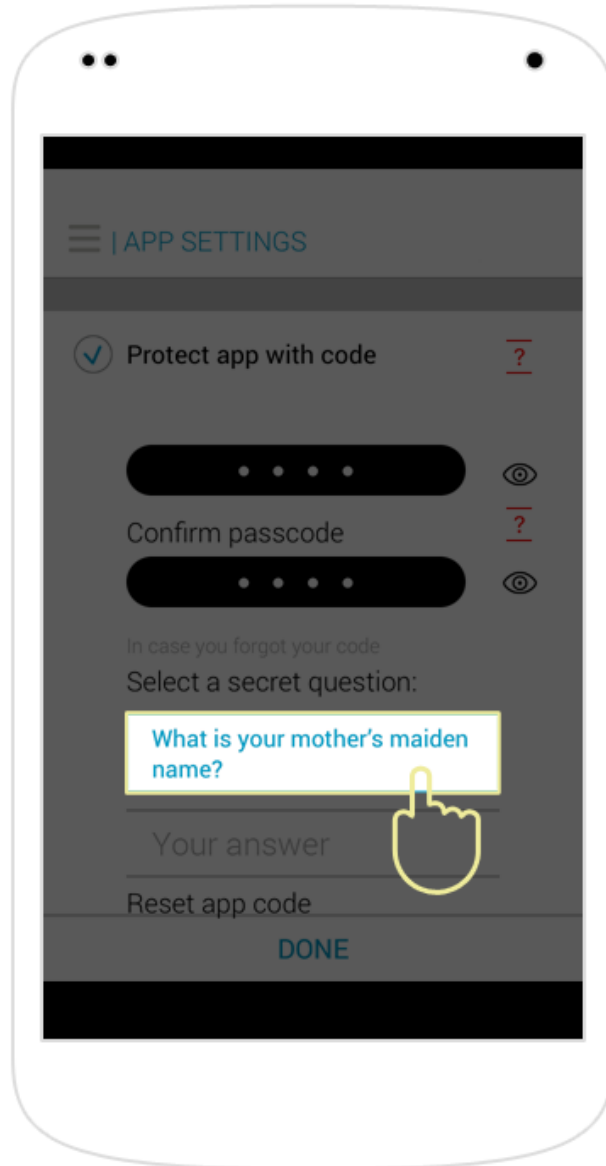 | APP SETTINGS
Protect app with code
?
Confirm passcode
?
In case you forgot your code
Select a secret question:
What is your mother's maiden
name?
Your answer
Reset app code
DONE